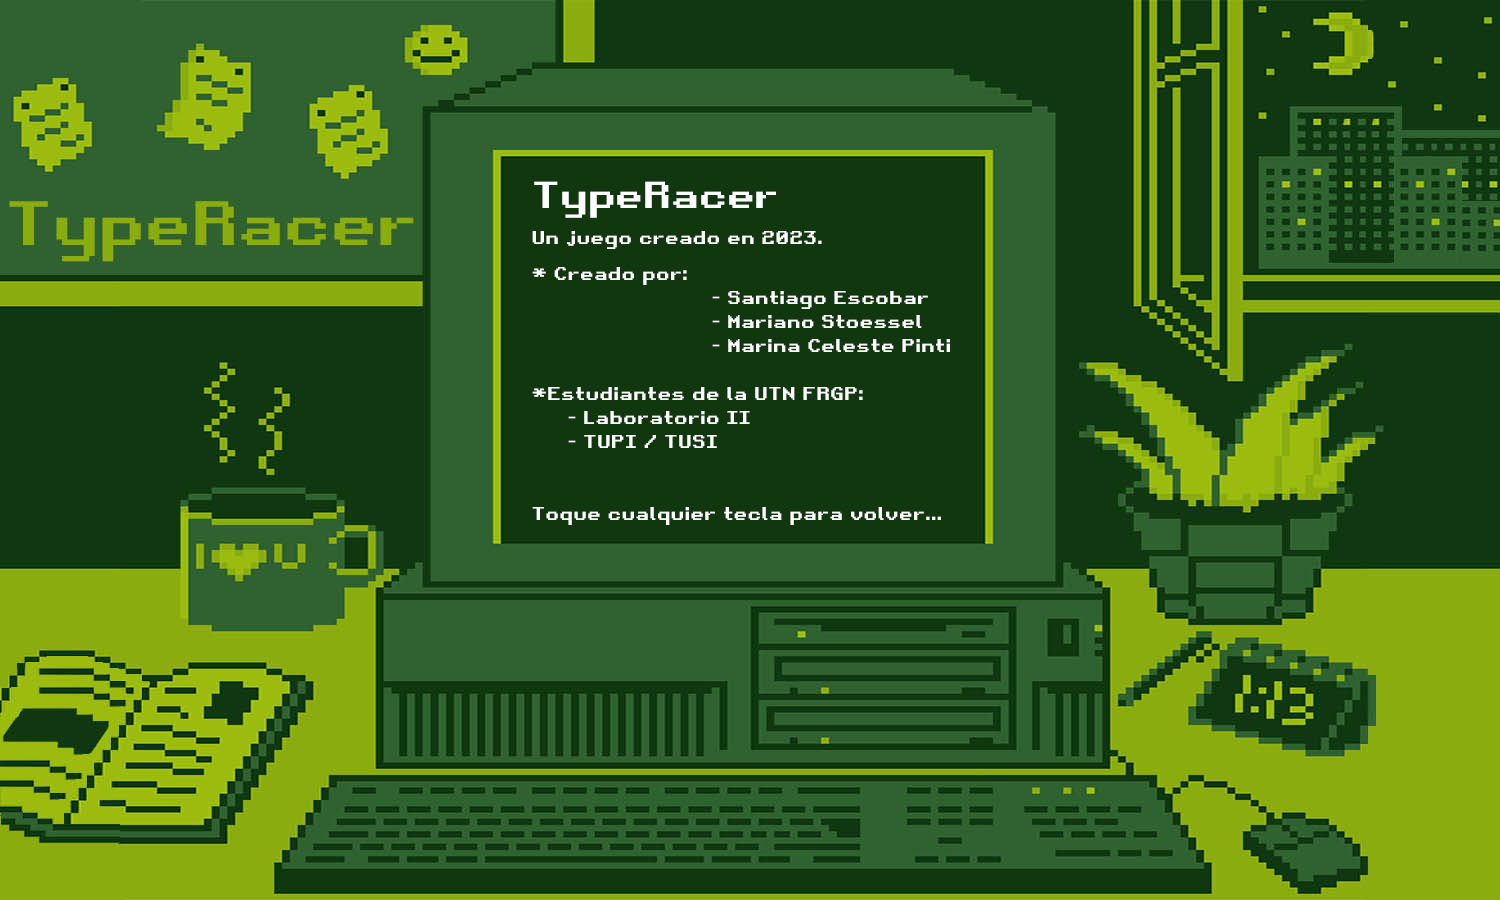 TypeRacer
TypeRacer
Un juego creado en 2023.
* Creado por:
- Santiago Escobar
- Mariano Stoessel
- Marina Celeste Pinti
*Estudiantes de la UTN FRGP:
- Laboratorio II
- TUPI / TUSI
Toque cualquier tecla para volver...
I ♥ U